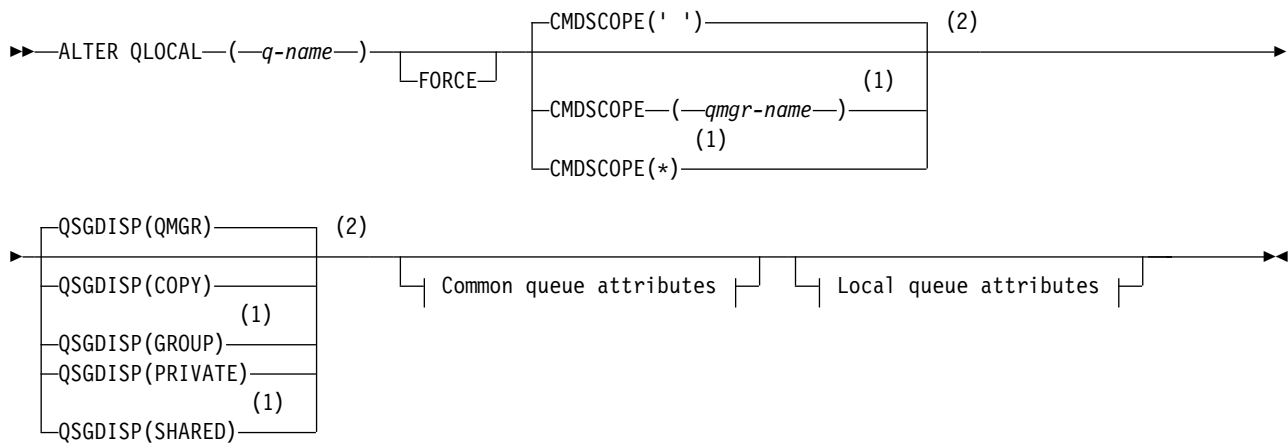 CMDSCOPE(' ') (2)
ALTER QLOCAL ( q-name )
FORCE
(1)
CMDSCOPE ( qmgr-name )
(1)
CMDSCOPE(*)
QSGDISP(QMGR) (2)
QSGDISP(COPY) Common queue attributes Local queue attributes
(1)
QSGDISP(GROUP)
QSGDISP(PRIVATE)
(1)
QSGDISP(SHARED)